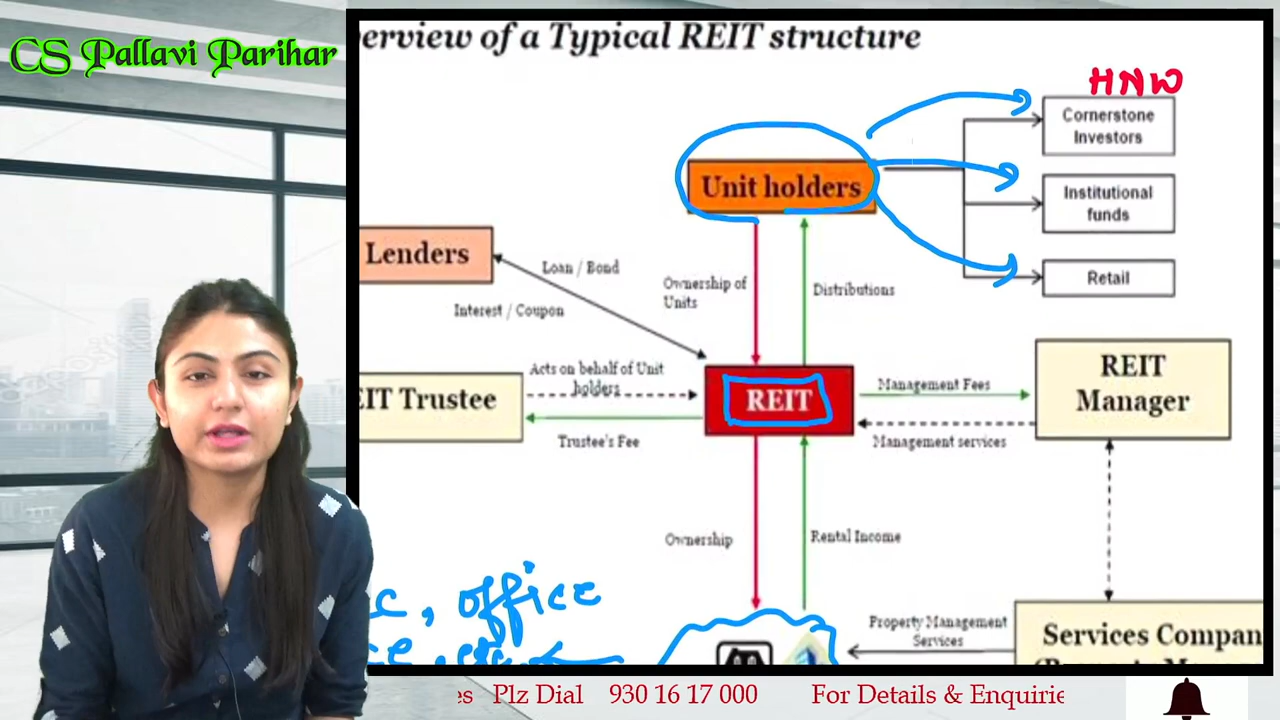 CS Pallavi Parihar
erview of a Typical REIT structure
HNW
Cornerstone
Investors
Unit holders
Institutional
funds
Lenders
Loan / Bond
Ownership of
Units
Distributions
Retail
Interest / Coupon
Acts on behalf of Unit
holders
EIT Trustee
REIT
Management Fees
REIT
Manager
Trustee's Fee
Management services
Ownership
Rental Income
, office
etc
Property Management
Services
Services Compan
es Plz Dial 930 16 17 000 For Details & Enquirie